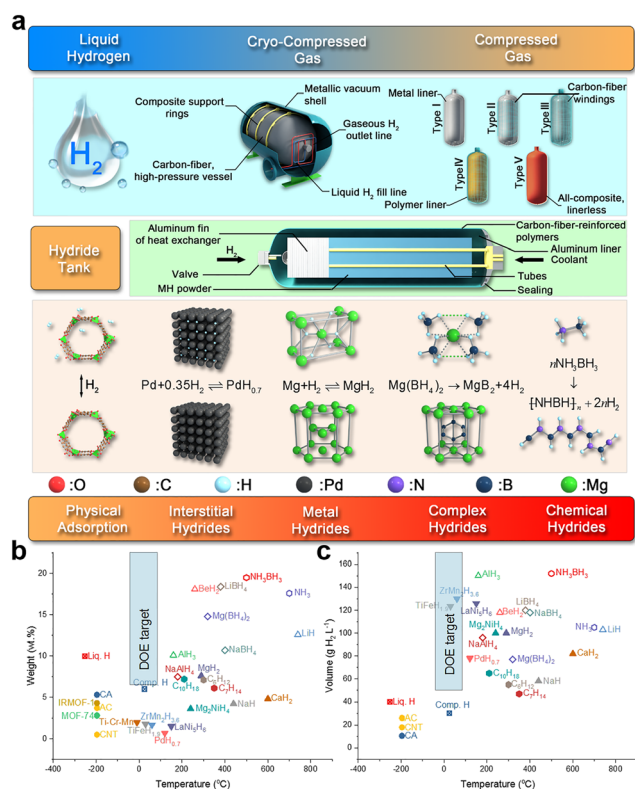 a
Liquid
Hydrogen
Cryo-Compressed
Gas
Compressed
Gas
H2
Composite support
rings
Metallic vacuum
shell
Gaseous H2
outlet line
Carbon-fiber,
high-pressure vessel
Liquid H2 fill line
Metal liner
Type I
Type II
Type III
Carbon-fiber
windings
Type IV
Type V
Polymer liner
All-composite,
linerless
Hydride
Tank
Aluminum fin
of heat exchanger
H2
Valve
MH powder
Carbon-fiber-reinforced
polymers
Aluminum liner
Coolant
Tubes
Sealing
H2
Pd+0.35H2 ⇌ PdH0.7
Mg+H2 ⇌ MgH2
Mg(BH4)2 → MgB2+4H2
nNH3BH3
↓
[NHBH]n + 2nH2
:O :C :H :Pd :N :B :Mg
Physical
Adsorption
Interstitial
Hydrides
Metal
Hydrides
Complex
Hydrides
Chemical
Hydrides
b
Weight (wt.%)
20
15
10
5
0
DOE target
BeH2
LiBH4
NH3BH3
NH3
Mg(BH4)2
LiH
AlH3
NaBH4
Liq. H
NaAlH4
MgH2
Comp. H
C10H18
C7H14
CA
IRMOF-1
AC
MOF-74
CNT
Ti-Cr-Mn
Mg2NiH4
NaH
CaH2
LaNi5H6
PdH0.7
-400 -200 0 200 400 600 800
Temperature (ºC)
c
Volume (g H2 L-1)
160
140
120
100
80
60
40
20
0
DOE target
AlH3
NH3BH3
LaNi5H6
BeH2
LiBH4
NaBH4
Mg2NiH4
MgH2
NH3
LiH
NaAlH4
PdH0.7
Mg(BH4)2
CaH2
C10H18
NaH
C7H14
Liq. H
Comp. H
AC
CNT
CA
-400 -200 0 200 400 600 800
Temperature (ºC)